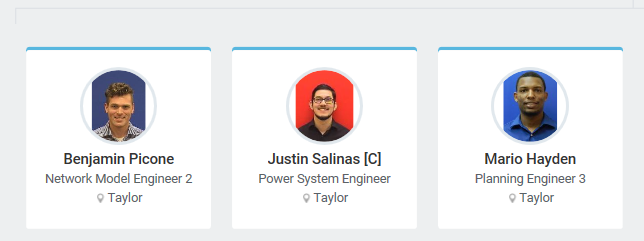 Benjamin Picone
Network Model Engineer 2
Taylor
Justin Salinas [C]
Power System Engineer
Taylor
Mario Hayden
Planning Engineer 3
Taylor